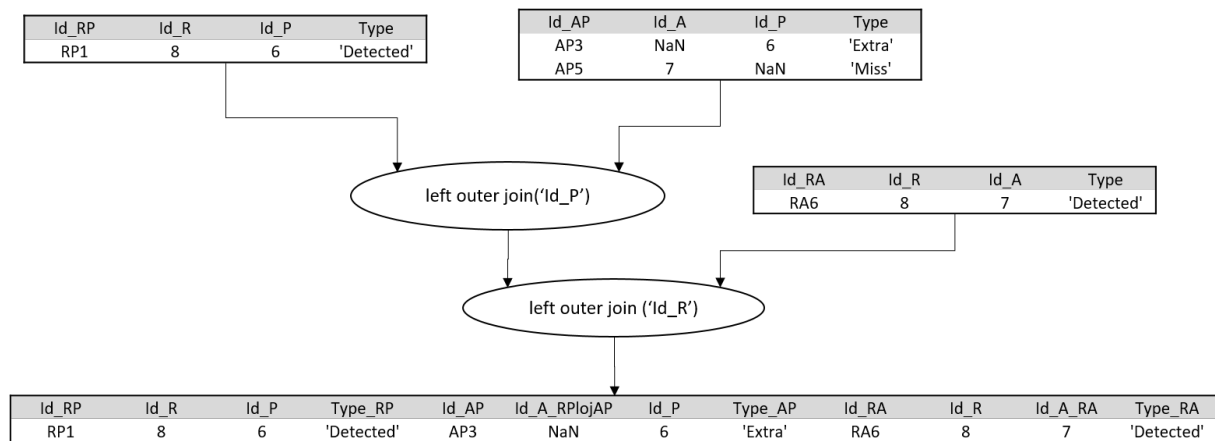 Id_RP Id_R Id_P Type
RP1 8 6 'Detected'
Id_AP Id_A Id_P Type
AP3 NaN 6 'Extra'
AP5 7 NaN 'Miss'
left outer join(‘Id_P’)
Id_RA Id_R Id_A Type
RA6 8 7 'Detected'
left outer join (‘Id_R’)
Id_RP Id_R Id_P Type_RP Id_AP Id_A_RPlojAP Id_P Type_AP Id_RA Id_R Id_A_RA Type_RA
RP1 8 6 'Detected' AP3 NaN 6 'Extra' RA6 8 7 'Detected'